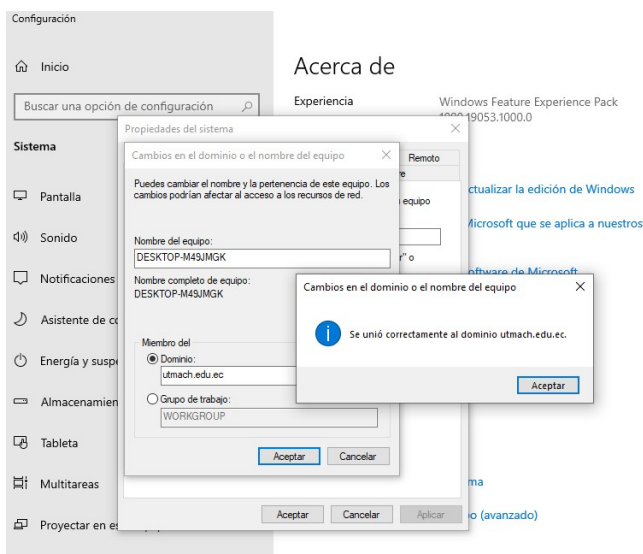 Configuración
Inicio
Buscar una opción de configuración
Sistema
Pantalla
Sonido
Notificaciones
Asistente de
Energía y
Almacenamien
Tableta
Multitareas
Proyectar en
Acerca de
Experiencia
Windows Feature Experience Pack
Propiedades del sistema
Remoto
equipo
o
ctualizar la edición de Windows
Microsoft que se aplica a nuestros
oftware de Microsoft
ma
o (avanzado)
Cambios en el dominio o el nombre del equipo
Puedes cambiar el nombre y la pertenencia de este equipo. Los
cambios podrían afectar al acceso a los recursos de red.
Nombre del equipo:
DESKTOP-M49JMGK
Nombre completo de equipo:
DESKTOP-M49JMGK
Miembro del
Dominio:
utmach.edu.ec
Grupo de trabajo:
WORKGROUP
Aceptar Cancelar
Aceptar Cancelar Aplicar
Cambios en el dominio o el nombre del equipo
Se unió correctamente al dominio utmach.edu.ec.
Aceptar